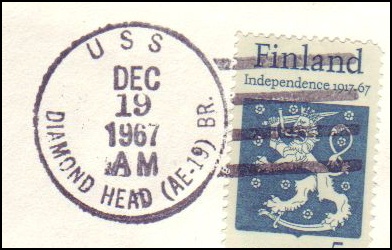 USS
DEC
19
1967
AM
DIAMOND HEAD (AE-19) BR.
Finland
Independence 1917-67